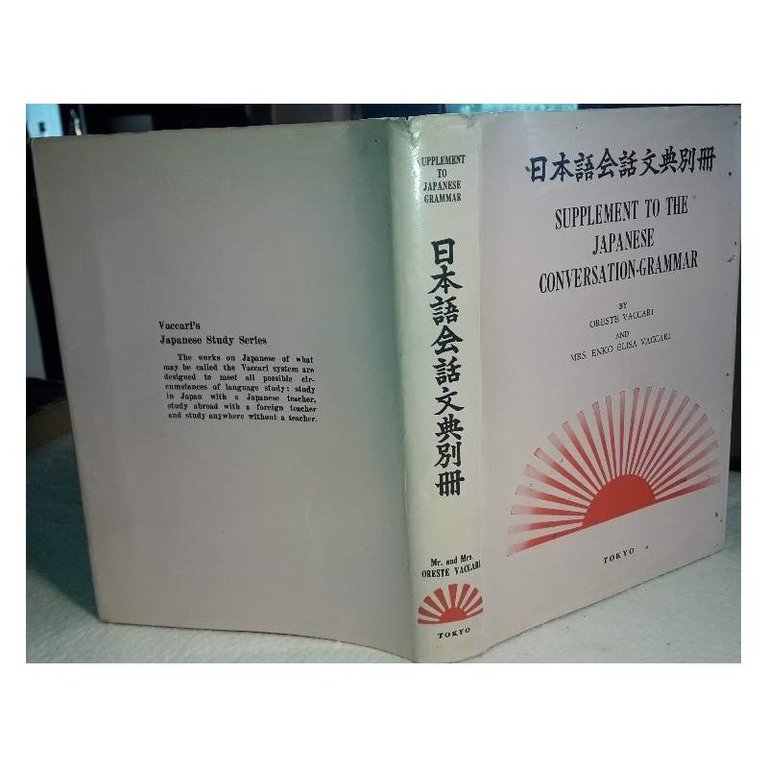 Vaccari's
Japanese Study Series
The works on Japanese of what
may be called the Vaccari system are
designed to meet all possible cir-
cumstances of language study: study
in Japan with a Japanese teacher,
study abroad with a foreign teacher
and study anywhere without a teacher.
SUPPLEMENT
TO
JAPANESE
GRAMMAR
日本語会話文典別冊
Mr. and Mrs.
ORESTE VACCARI
TOKYO
日本語会話文典別冊
SUPPLEMENT TO THE
JAPANESE
CONVERSATION-GRAMMAR
BY
ORESTE VACCARI
AND
MRS. ENKO ELISA VACCARI
TOKYO